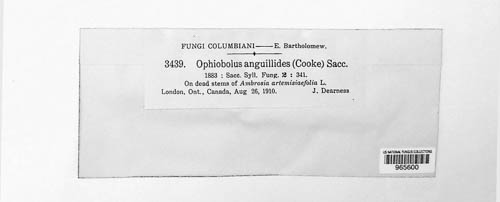 FUNGI COLUMBIANI——E. Bartholomew.
3439. Ophiobolus anguillides (Cooke) Sacc.
1883 : Sacc. Syll. Fung. 2 : 341.
On dead stems of Ambrosia artemisiaefolia L.
London, Ont., Canada, Aug 26, 1910. J. Dearness
US NATIONAL FUNGUS COLLECTIONS
965600